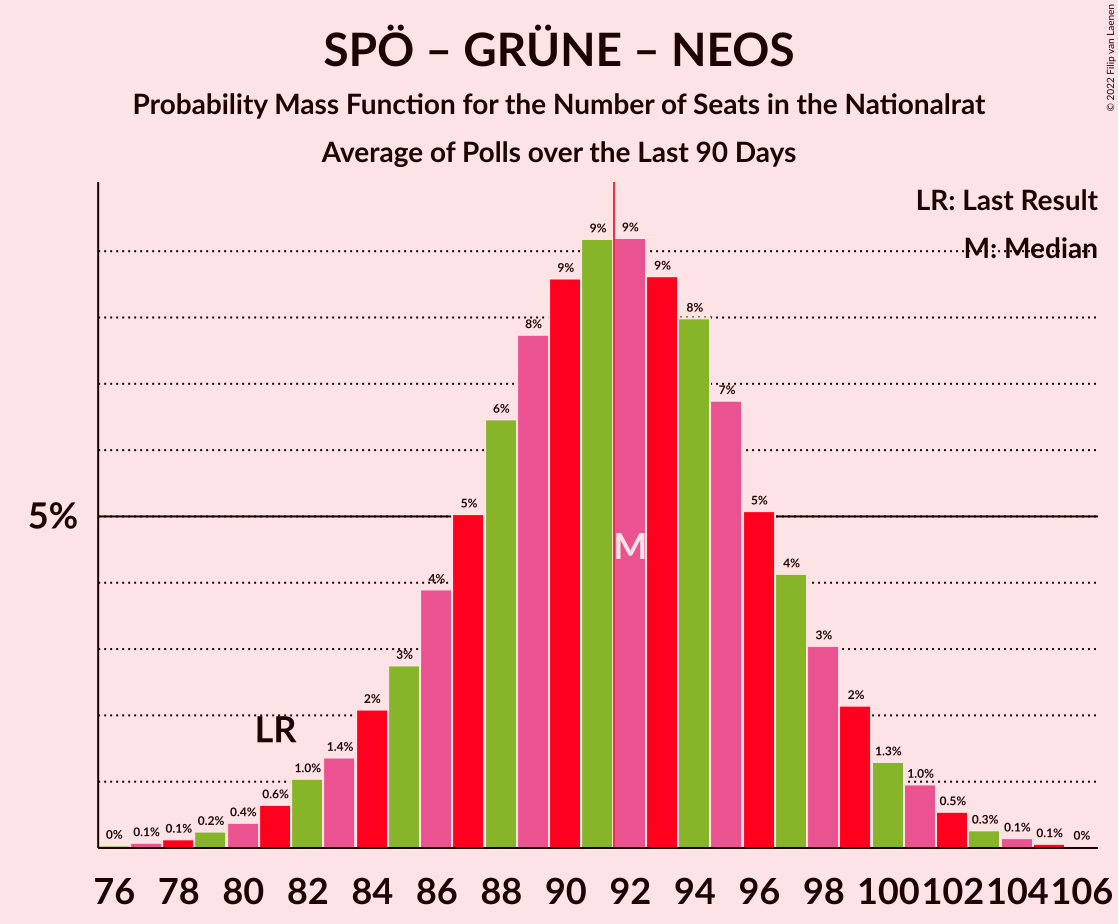 SPÖ – GRÜNE – NEOS
Probability Mass Function for the Number of Seats in the Nationalrat
Average of Polls over the Last 90 Days
© 2022 Filip van Laenen
LR: Last Result
M: Median
5%
0% 0.1% 0.1% 0.2% 0.4% 0.6% 1.0% 1.4% 2% 3% 4% 5% 6% 8% 9% 9% 9% 9% 8% 7% 5% 4% 3% 2% 1.3% 1.0% 0.5% 0.3% 0.1% 0.1% 0%
LR
M
76 78 80 82 84 86 88 90 92 94 96 98 100 102 104 106